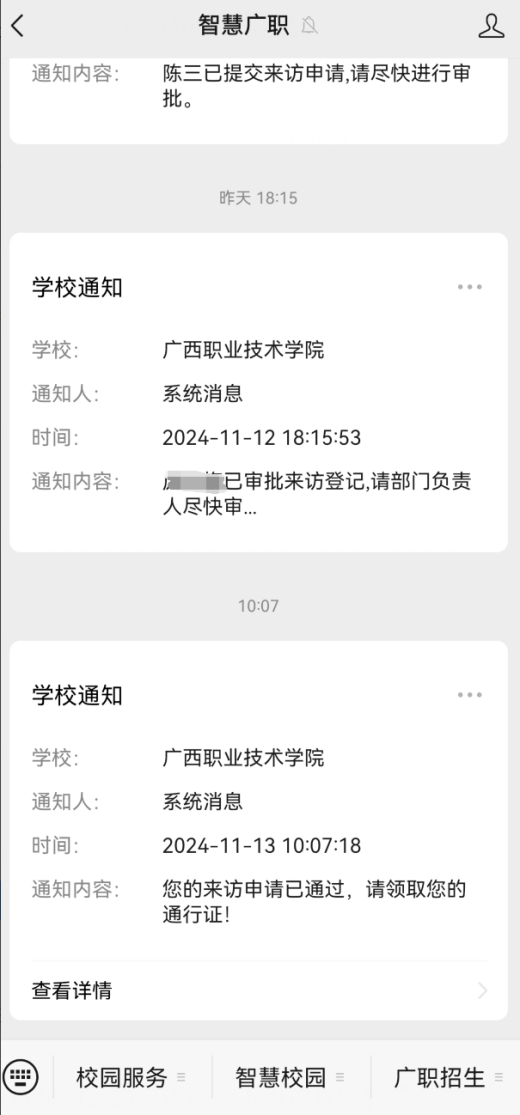 智慧广职
通知内容: 陈三已提交来访申请,请尽快进行审
批。
昨天 18:15
学校通知
学校: 广西职业技术学院
通知人: 系统消息
时间: 2024-11-12 18:15:53
通知内容: 已审批来访登记,请部门负责
人尽快审...
10:07
学校通知
学校: 广西职业技术学院
通知人: 系统消息
时间: 2024-11-13 10:07:18
通知内容: 您的来访申请已通过，请领取您的
通行证!
查看详情
校园服务 智慧校园 广职招生